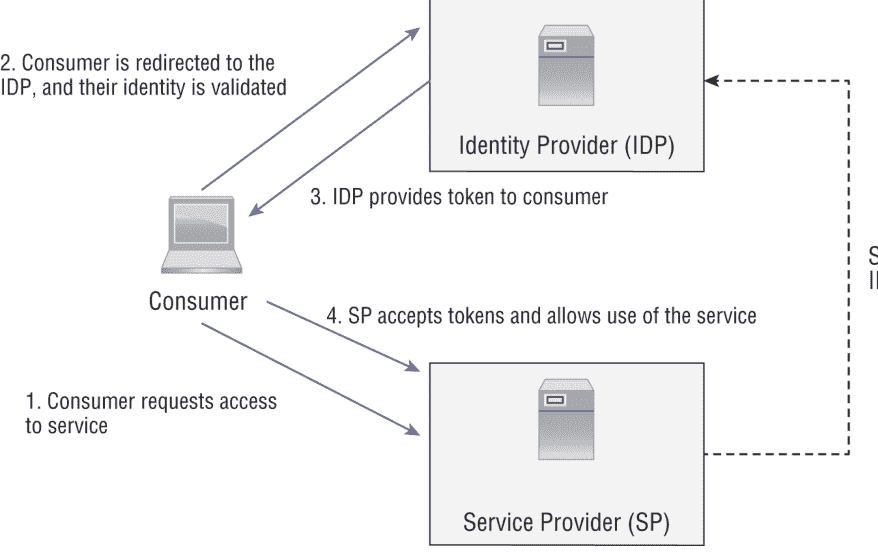 2. Consumer is redirected to the
IDP, and their identity is validated
Identity Provider (IDP)
3. IDP provides token to consumer
Consumer
4. SP accepts tokens and allows use of the service
1. Consumer requests access
to service
Service Provider (SP)